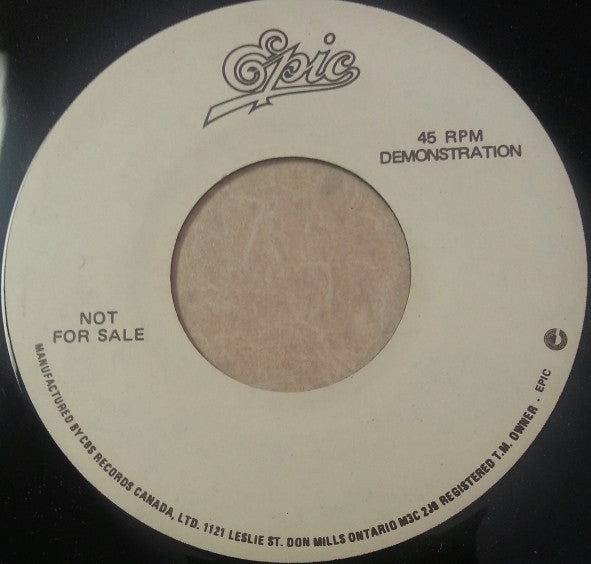 Epic
45 RPM
DEMONSTRATION
NOT
FOR SALE
MANUFACTURED BY CBS RECORDS CANADA, LTD. 1121 LESLIE ST. DON MILLS ONTARIO M3C 2J9 REGISTERED T.M. OWNER - EPIC